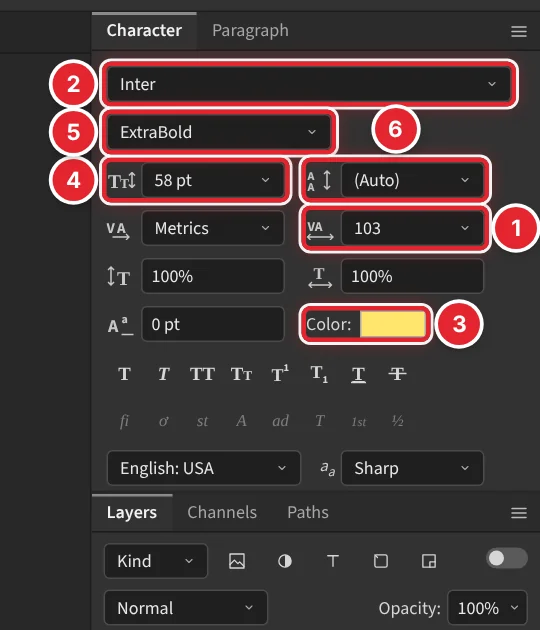 Character Paragraph
2 Inter
5 ExtraBold 6
4 58 pt (Auto)
Metrics 103 1
100% 100%
0 pt Color: 3
T T TT Tᴛ T¹ T₁ T T
fi st A ad T 1st ½
English: USA aa Sharp
Layers Channels Paths
Kind
Normal Opacity: 100%